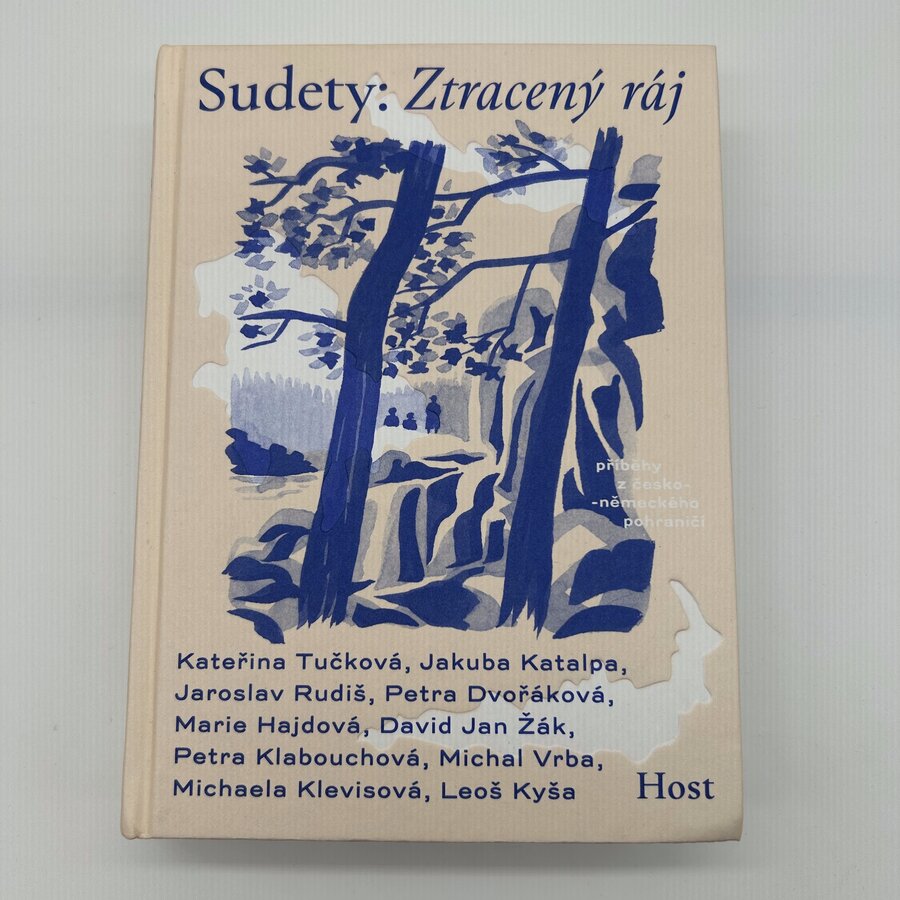 Sudety: Ztracený ráj
příběhy
z česko-
-německého
pohraničí
Kateřina Tučková, Jakuba Katalpa,
Jaroslav Rudiš, Petra Dvořáková,
Marie Hajdová, David Jan Žák,
Petra Klabouchová, Michal Vrba,
Michaela Klevisová, Leoš Kyša
Host